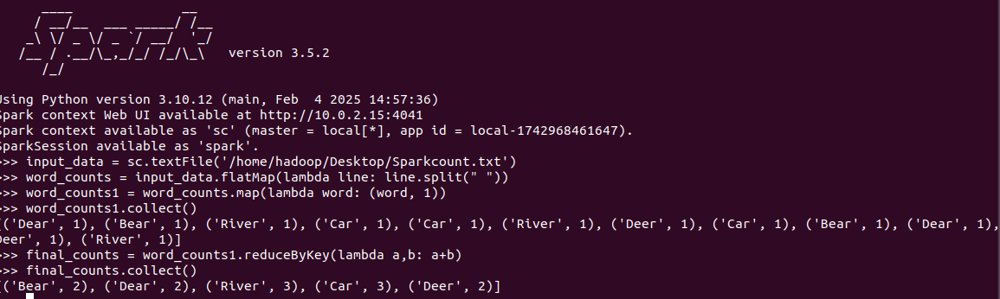 ____              __
     / __/__  ___ _____/ /__
    _\ \/ _ \/ _ `/ __/  '_/
   /__ / .__/\_,_/_/ /_/\_\   version 3.5.2
      /_/
Using Python version 3.10.12 (main, Feb  4 2025 14:57:36)
Spark context Web UI available at http://10.0.2.15:4041
Spark context available as 'sc' (master = local[*], app id = local-1742968461647).
SparkSession available as 'spark'.
>>> input_data = sc.textFile('/home/hadoop/Desktop/Sparkcount.txt')
>>> word_counts = input_data.flatMap(lambda line: line.split(" "))
>>> word_counts1 = word_counts.map(lambda word: (word, 1))
>>> word_counts1.collect()
[('Dear', 1), ('Bear', 1), ('River', 1), ('Car', 1), ('Car', 1), ('River', 1), ('Deer', 1), ('Car', 1), ('Bear', 1), ('Dear', 1),
Deer', 1), ('River', 1)]
>>> final_counts = word_counts1.reduceByKey(lambda a,b: a+b)
>>> final_counts.collect()
[('Bear', 2), ('Dear', 2), ('River', 3), ('Car', 3), ('Deer', 2)]